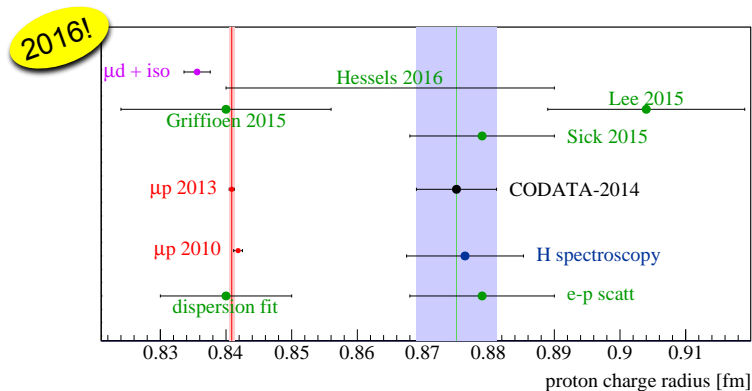 2016!
μd + iso
Hessels 2016
Lee 2015
Griffioen 2015
Sick 2015
μp 2013
CODATA-2014
μp 2010
H spectroscopy
dispersion fit
e-p scatt
0.83 0.84 0.85 0.86 0.87 0.88 0.89 0.9 0.91
proton charge radius [fm]